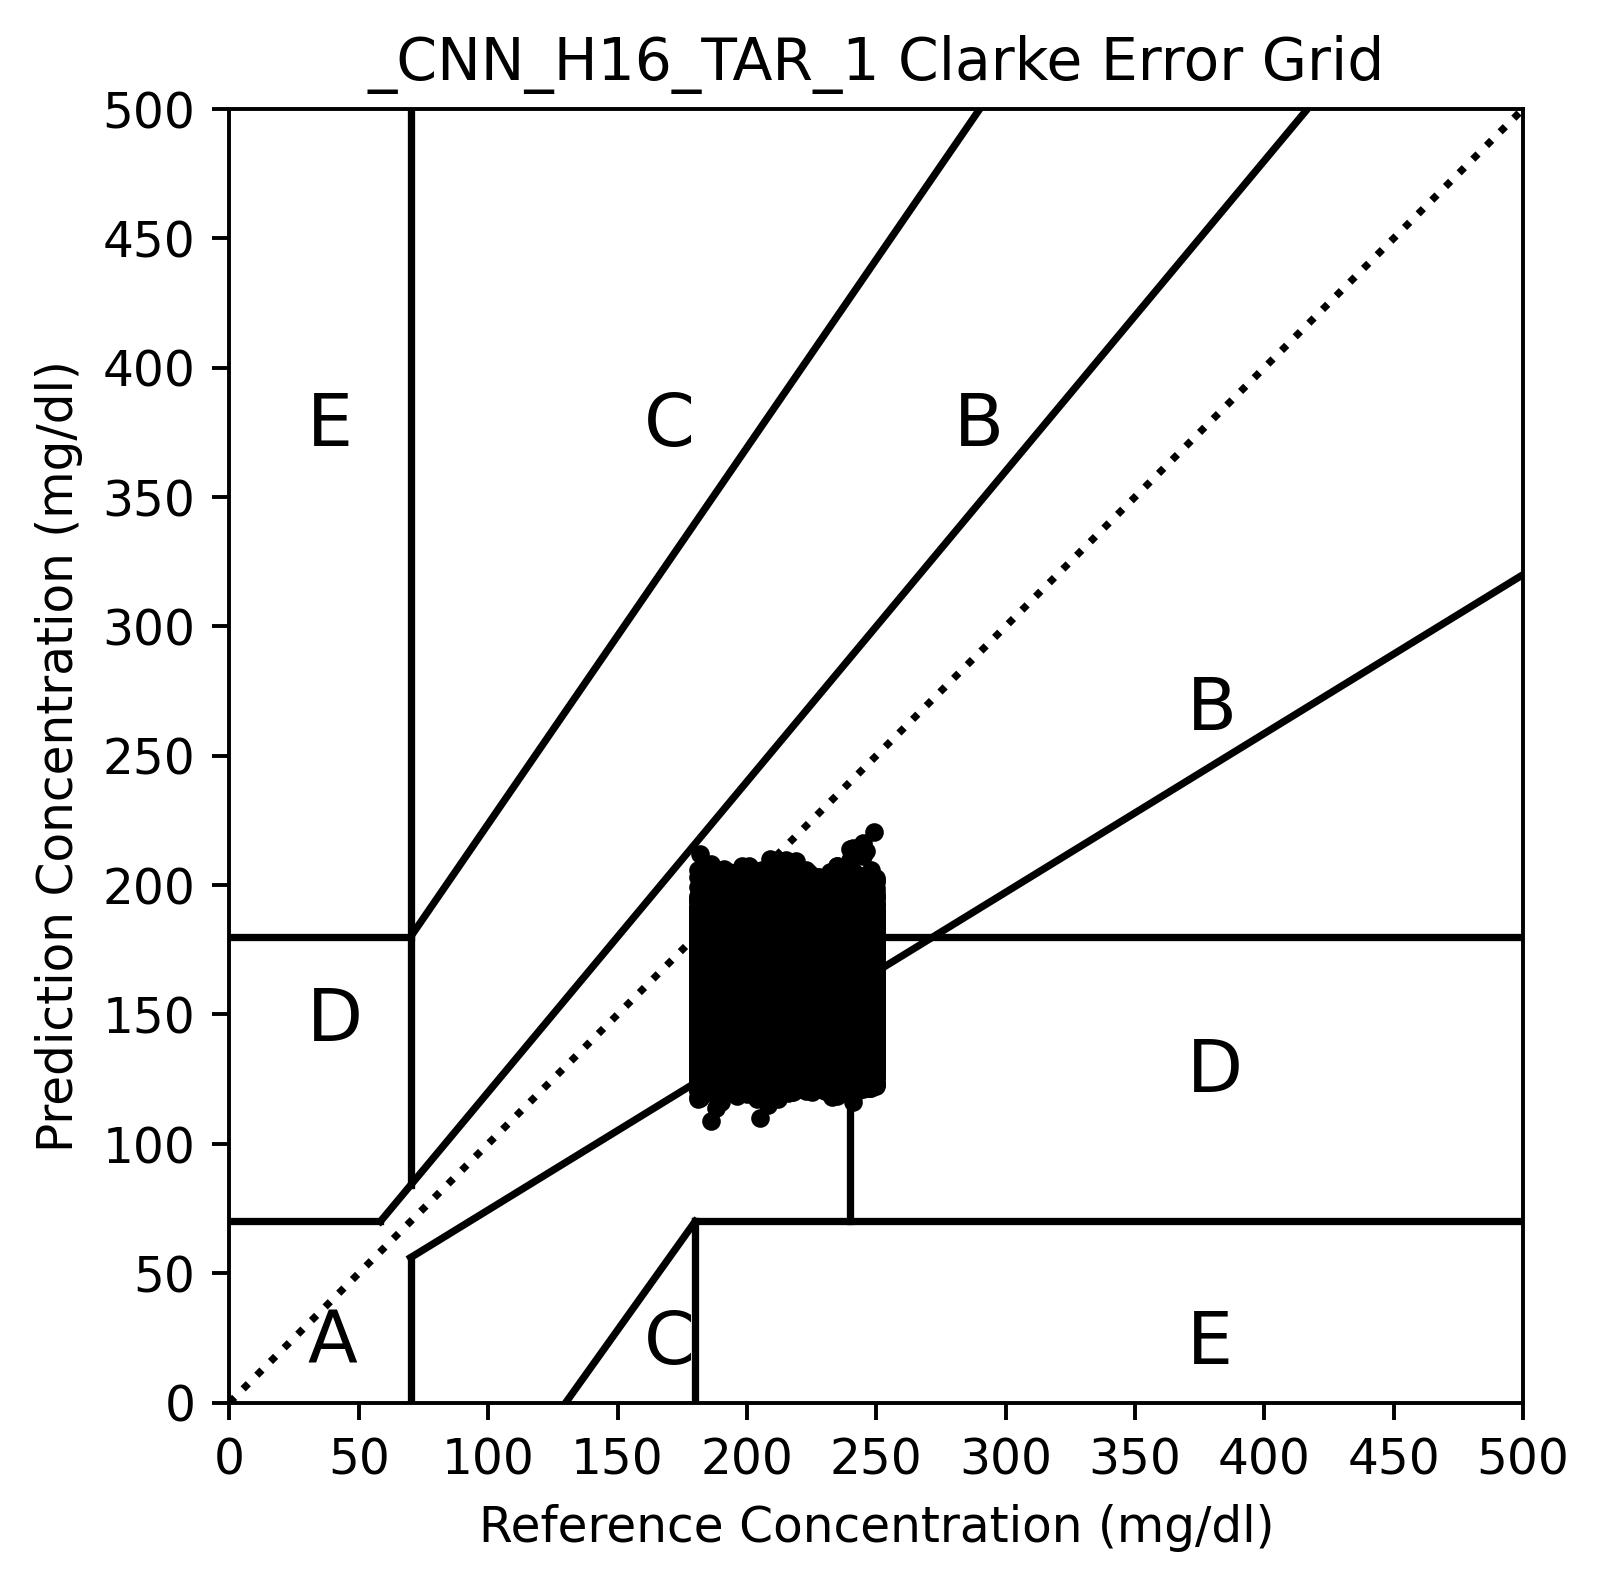 _CNN_H16_TAR_1 Clarke Error Grid
500
450
400
350
300
250
200
150
100
50
0
Prediction Concentration (mg/dl)
E
C
B
B
D
D
A
C
E
0 50 100 150 200 250 300 350 400 450 500
Reference Concentration (mg/dl)